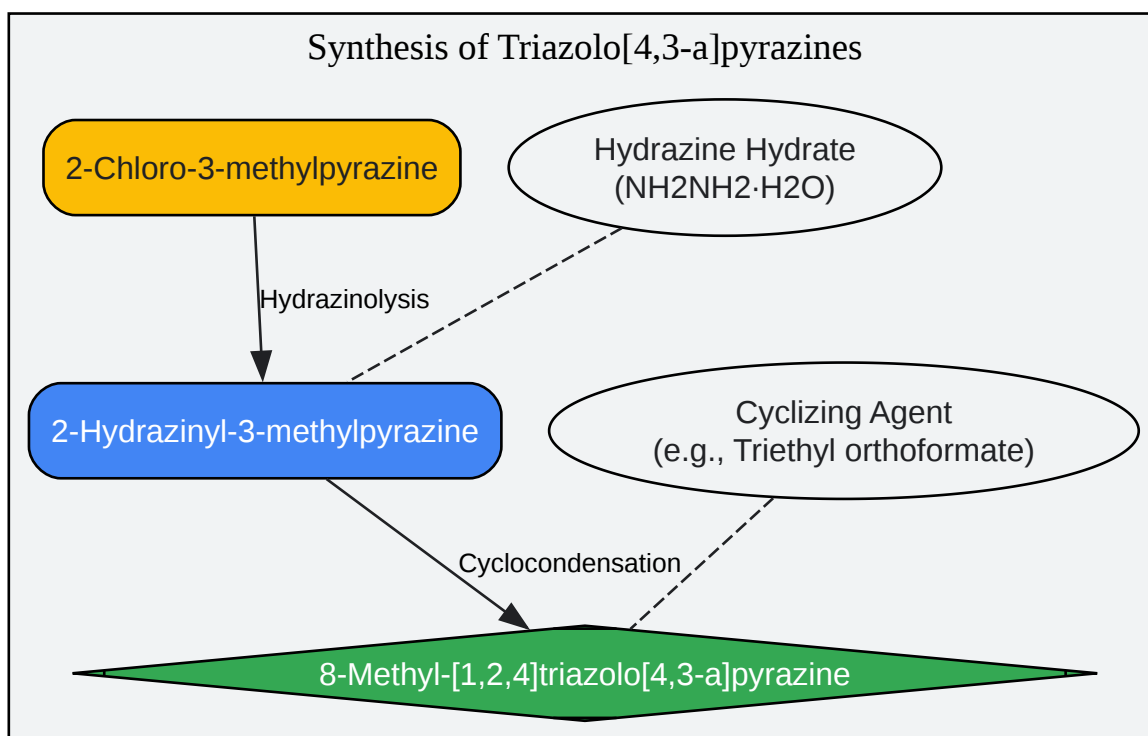 Synthesis of Triazolo[4,3-a]pyrazines
2-Chloro-3-methylpyrazine
Hydrazine Hydrate
(NH2NH2·H2O)
Hydrazinolysis
2-Hydrazinyl-3-methylpyrazine
Cyclizing Agent
(e.g., Triethyl orthoformate)
Cyclocondensation
8-Methyl-[1,2,4]triazolo[4,3-a]pyrazine